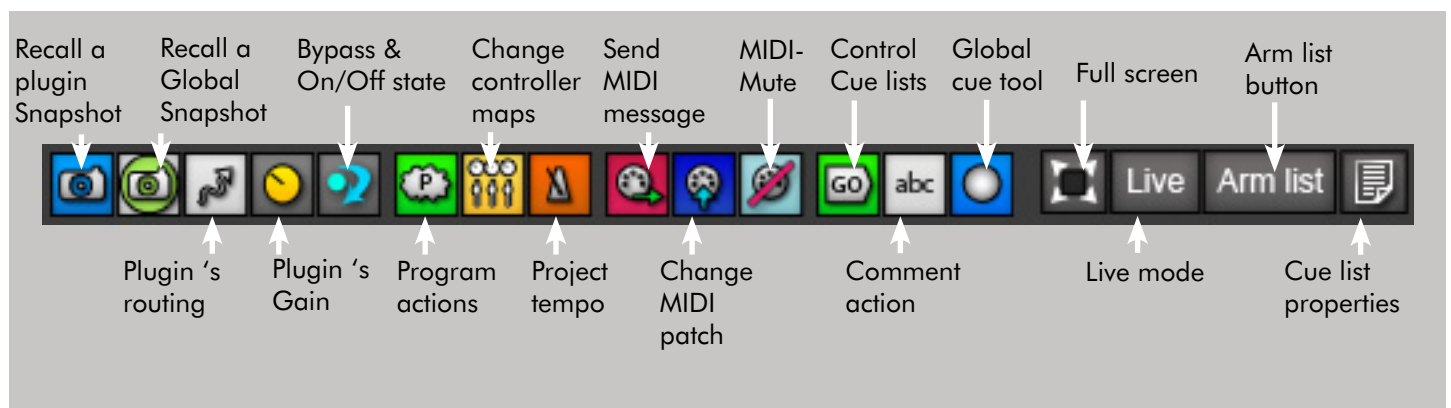 Recall a
plugin
Snapshot
Recall a
Global
Snapshot
Bypass &
On/Off state
Change
controller
maps
Send
MIDI
message
MIDI-
Mute
Control
Cue lists
Global
cue tool
Full screen
Arm list
button
P
GO
abc
Live
Arm list
Plugin ‘s
routing
Plugin ‘s
Gain
Program
actions
Project
tempo
Change
MIDI
patch
Comment
action
Live mode
Cue list
properties